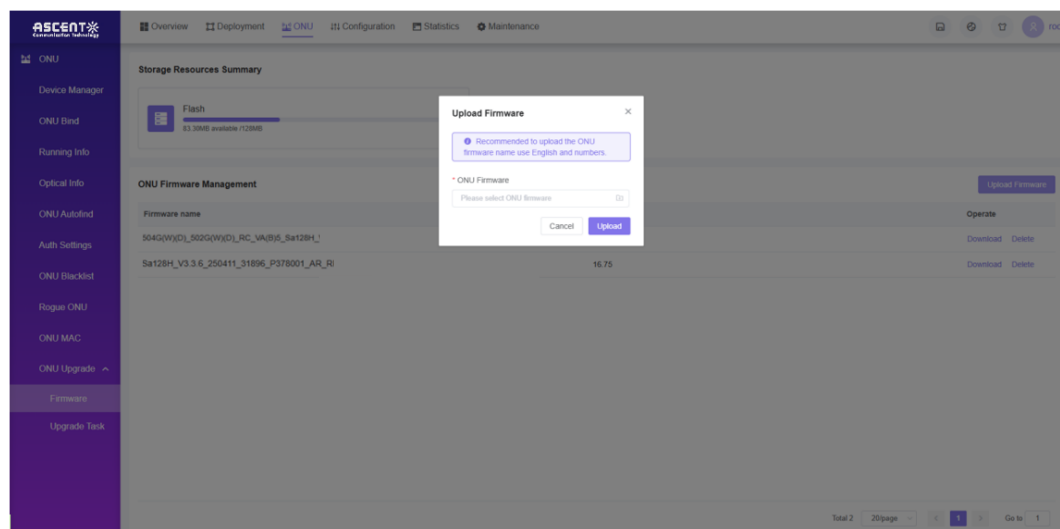 ASCENT
Communication Technology
Overview
Deployment
ONU
Configuration
Statistics
Maintenance
ONU
Device Manager
ONU Bind
Running Info
Optical Info
ONU Autofind
Auth Settings
ONU Blacklist
Rogue ONU
ONU MAC
ONU Upgrade
Firmware
Upgrade Task
Storage Resources Summary
Flash
83.38MB available /128MB
ONU Firmware Management
Upload Firmware
Firmware name
Operate
504G(W)(D)_502G(W)(D)_RC_VA(B)5_Sa128H_
Download Delete
Sa128H_V3.3.6_250411_31896_P378001_AR_R
16.75
Download Delete
Upload Firmware
Recommended to upload the ONU
firmware name use English and numbers.
* ONU Firmware
Please select ONU firmware
Cancel
Upload
Total 2
20/page
1
Go to
1